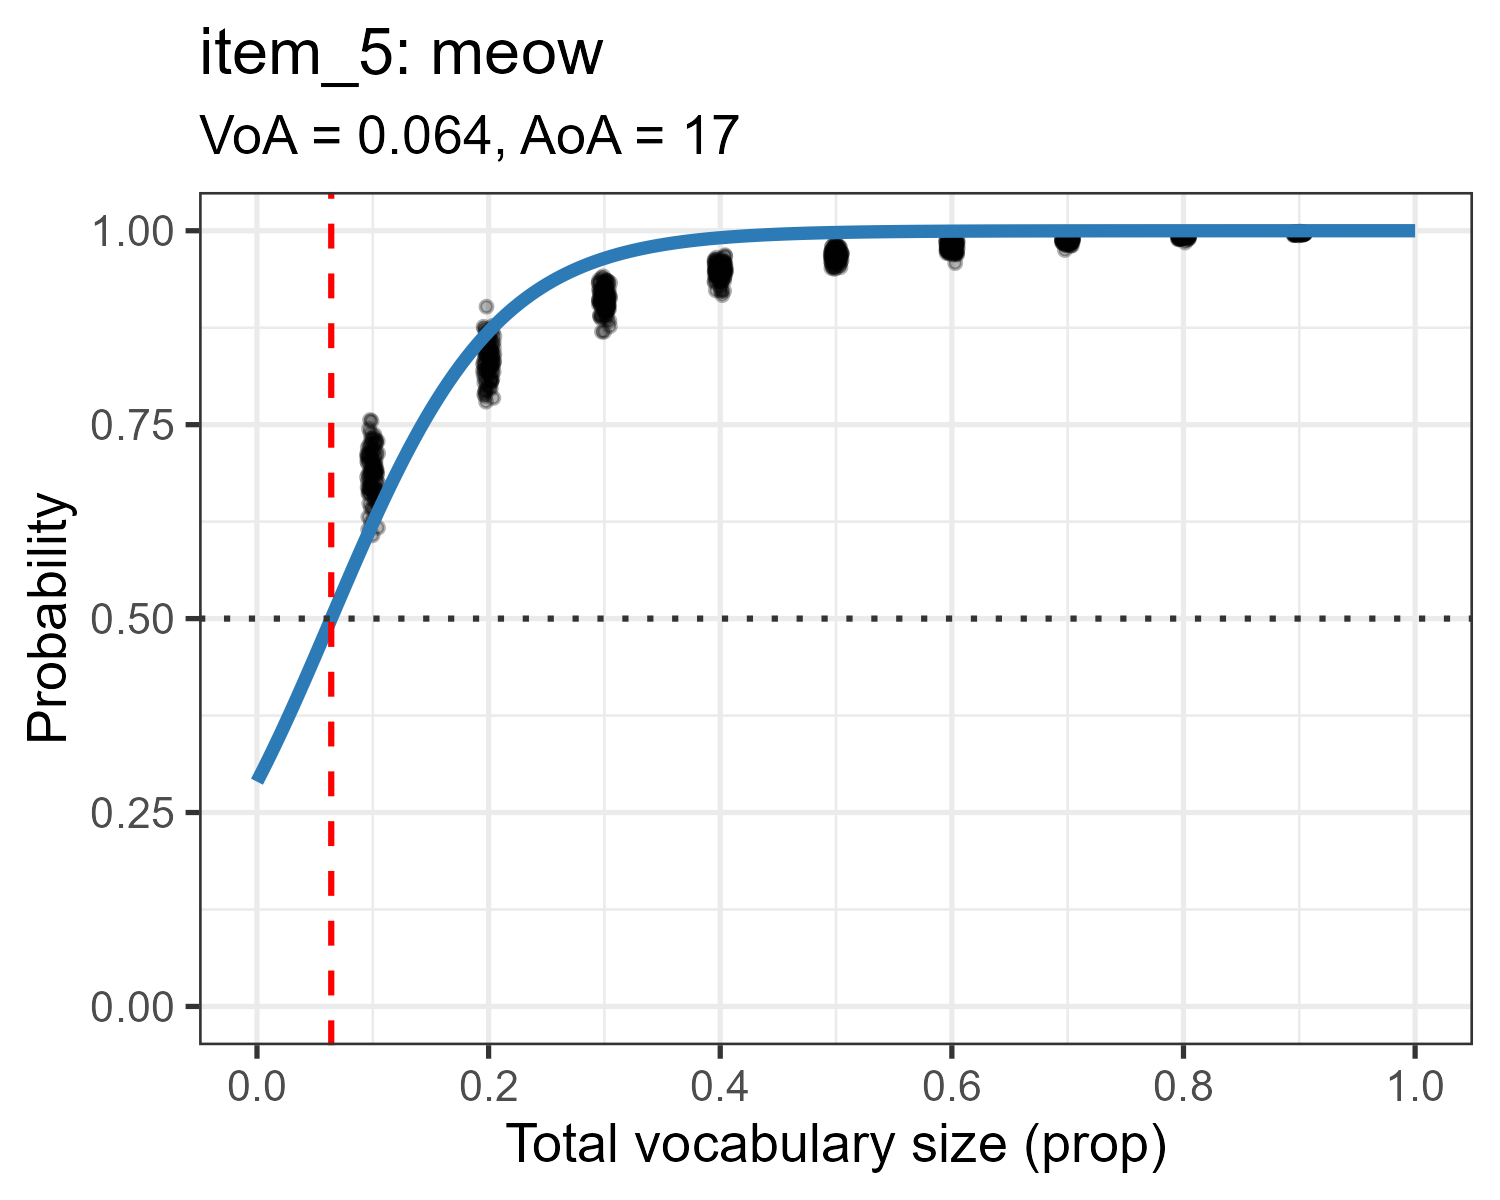 item_5: meow
VoA = 0.064, AoA = 17
Probability
1.00
0.75
0.50
0.25
0.00
0.0 0.2 0.4 0.6 0.8 1.0
Total vocabulary size (prop)